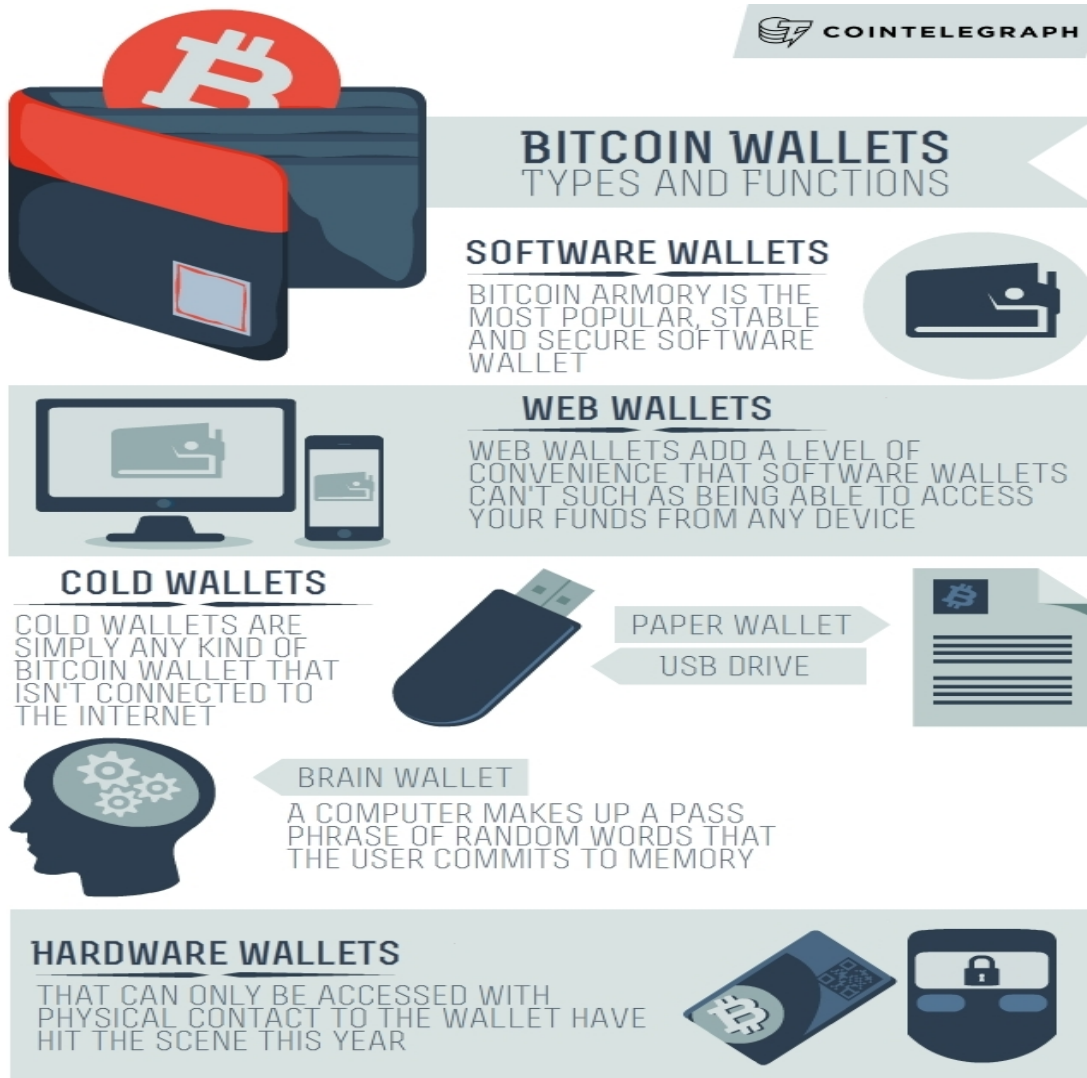 COINTELEGRAPH
BITCOIN WALLETS
TYPES AND FUNCTIONS
SOFTWARE WALLETS
BITCOIN ARMORY IS THE
MOST POPULAR, STABLE
AND SECURE SOFTWARE
WALLET
WEB WALLETS
WEB WALLETS ADD A LEVEL OF
CONVENIENCE THAT SOFTWARE WALLETS
CAN'T SUCH AS BEING ABLE TO ACCESS
YOUR FUNDS FROM ANY DEVICE
COLD WALLETS
COLD WALLETS ARE
SIMPLY ANY KIND OF
BITCOIN WALLET THAT
ISN'T CONNECTED TO
THE INTERNET
PAPER WALLET
USB DRIVE
BRAIN WALLET
A COMPUTER MAKES UP A PASS
PHRASE OF RANDOM WORDS THAT
THE USER COMMITS TO MEMORY
HARDWARE WALLETS
THAT CAN ONLY BE ACCESSED WITH
PHYSICAL CONTACT TO THE WALLET HAVE
HIT THE SCENE THIS YEAR